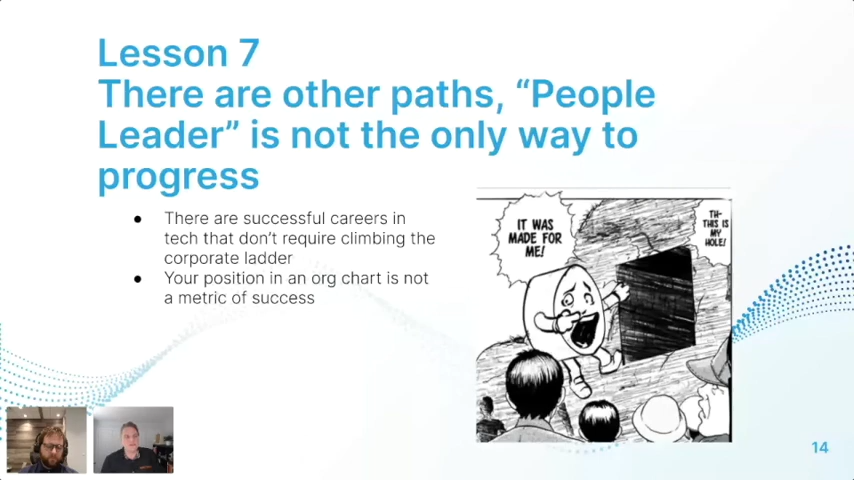 Lesson 7
There are other paths, “People
Leader” is not the only way to
progress
● There are successful careers in
tech that don’t require climbing the
corporate ladder
● Your position in an org chart is not
a metric of success
IT WAS
MADE FOR
ME!
TH-
THIS IS
MY
HOLE!
14